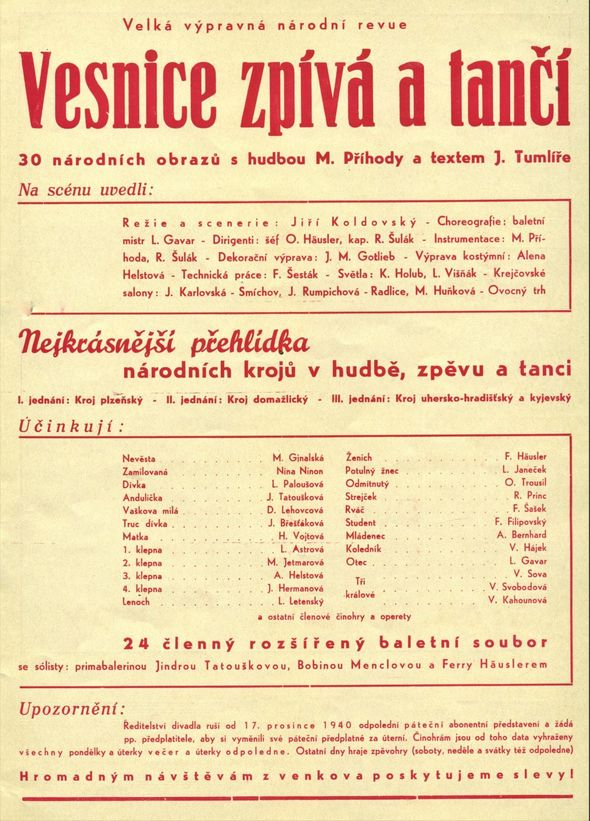 Velká výpravná národní revue
Vesnice zpívá a tančí
30 národních obrazů s hudbou M. Příhody a textem J. Tumlíře
Na scénu uvedli:
Režie a scenerie: Jiří Koldovský - Choreografie: baletní
mistr L. Gavar - Dirigenti: šéf O. Häusler, kap. R. Šulák - Instrumentace: M. Pří-
hoda, R. Šulák - Dekorační výprava: J. M. Gotlieb - Výprava kostýmní: Alena
Helstová - Technická práce: F. Šesták - Světla: K. Holub, L. Višňák - Krejčovské
salony: J. Karlovská - Smíchov, J. Rumpichová - Radlice, M. Huňková - Ovocný trh
Nejkrásnější přehlídka
národních krojů v hudbě, zpěvu a tanci
I. jednání: Kroj plzeňský - II. jednání: Kroj domažlický - III. jednání: Kroj uhersko-hradišťský a kyjevský
Účinkují:
Nevěsta . . . . . . . M. Gjnalská
Zamilovaná Nina Ninon
Dívka . . . . . . . L. Paloušová
Andulička . . . . . . J. Tatoušková
Vaškova milá . . . . . . D. Lehovcová
Truc dívka . . . . . . J. Břešťáková
Matka . . . . . . . H. Vojtová
1. klepna . . . . . . L. Astrová
2. klepna . . . . . . M. Jetmarová
3. klepna . . . . . . A. Helstová
4. klepna . . . . . . J. Hermanová
Lenoch . . . . . . . L. Letenský
Ženich . . . . . . . F. Häusler
Potulný žnec . . . . . . L. Janeček
Odmítnutý . . . . . . O. Trousil
Strejček . . . . . . . R. Princ
Rváč . . . . . . . F. Šašek
Student . . . . . . F. Filipovský
Mládenec . . . . . . A. Bernhard
Koledník . . . . . . V. Hájek
Otec . . . . . . . L. Gavar
Tři králové . . . . . . V. Sova
V. Svobodová
V. Kahounová
a ostatní členové činohry a operety
24 členný rozšířený baletní soubor
se sólisty: primabalerinou Jindrou Tatouškovou, Bobinou Menclovou a Ferry Häuslerem
Upozornění:
Ředitelství divadla ruší od 17. prosince 1940 odpolední páteční abonentní představení a žádá
pp. předplatitele, aby si vyměnili své páteční předplatné za úterní. Činohrám jsou od toho data vyhraženy
všechny pondělky a úterky večer a úterky odpoledne. Ostatní dny hraje zpěvohry (soboty, neděle a svátky též odpoledne)
Hromadným návštěvám z venkova poskytujeme slevy!